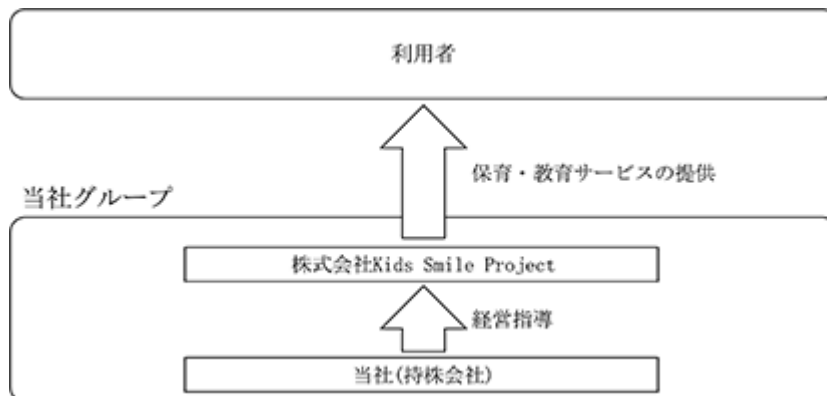 利用者
保育・教育サービスの提供
当社グループ
株式会社Kids Smile Project
経営指導
当社(持株会社)